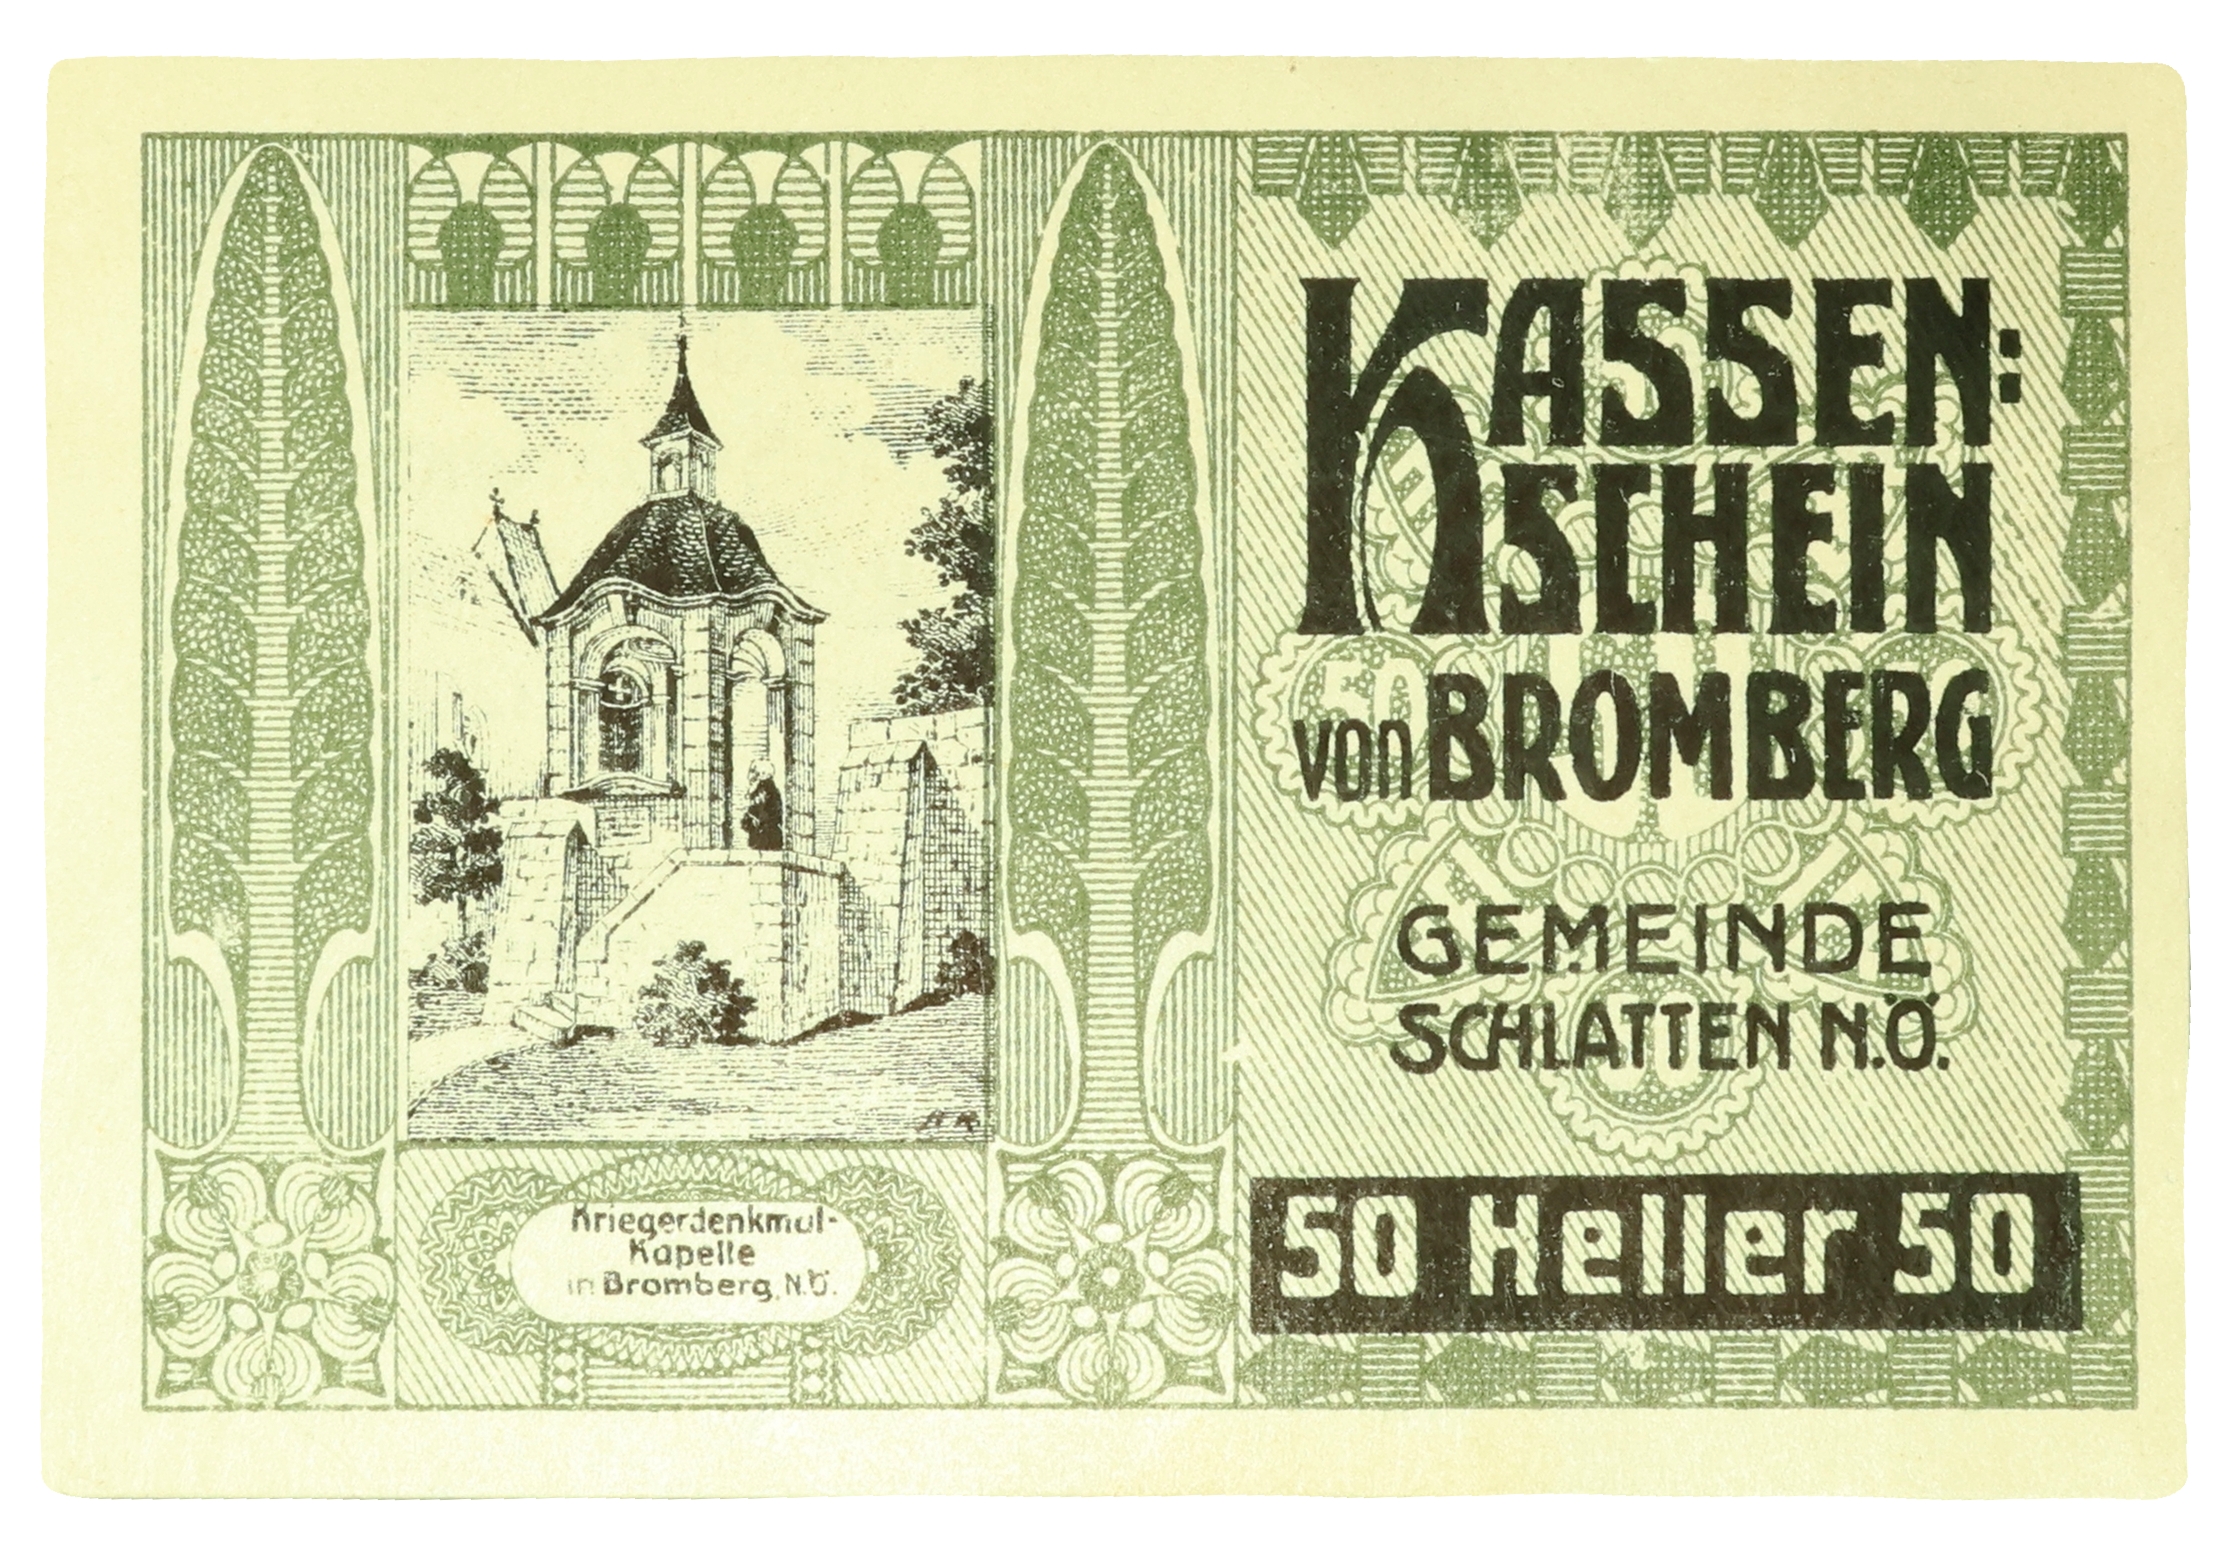 KASSEN:
SCHEIN
von BROMBERG
GEMEINDE
SCHLATTEN N.Ö.
50 Heller 50
Kriegerdenkmal-
Kapelle
in Bromberg, N.Ö.